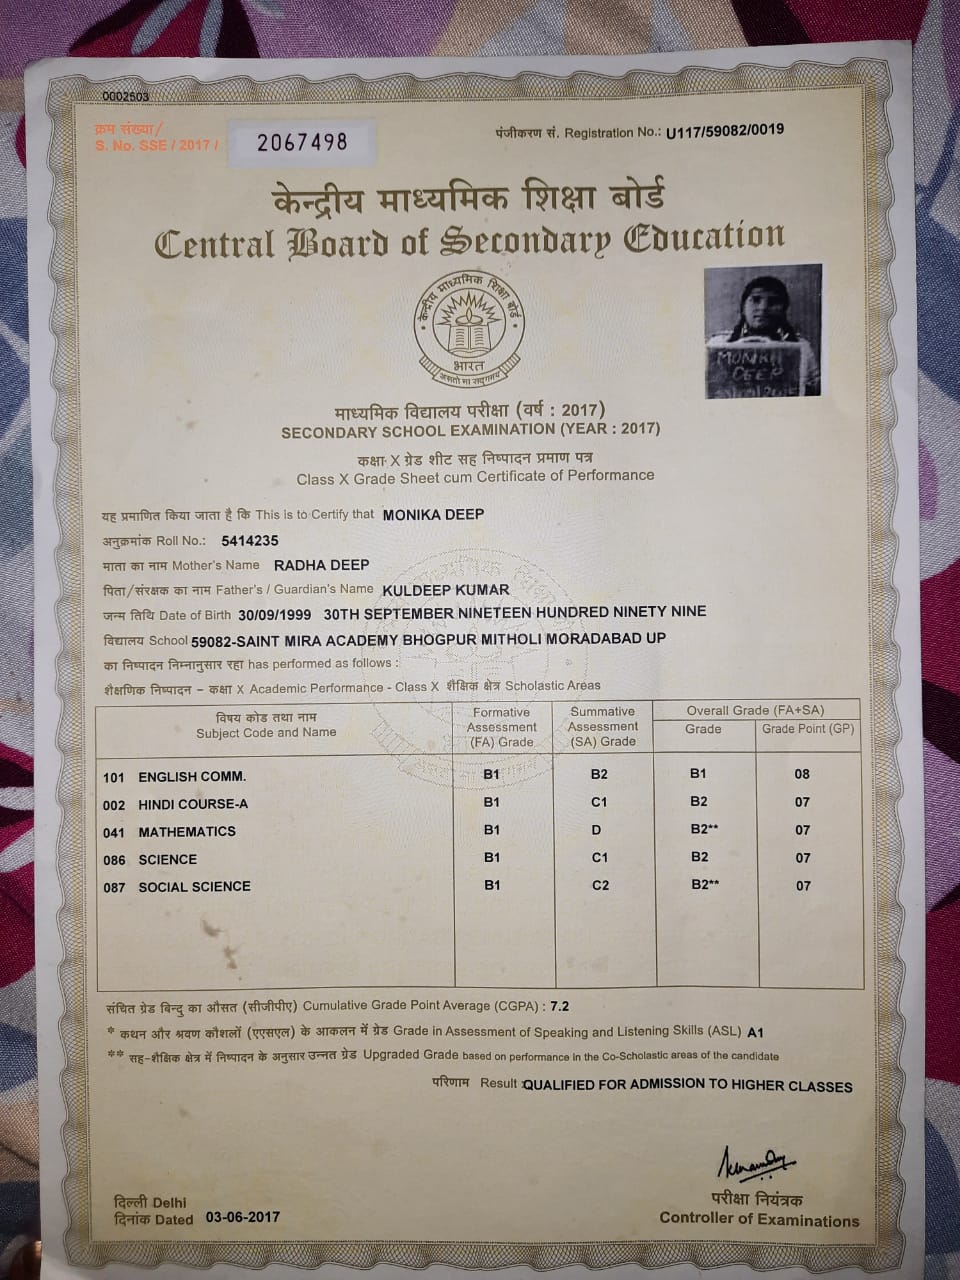 0002503
क्रम संख्या/
S. No. SSE / 2017 / 2067498
पंजीकरण सं. Registration No.: U117/59082/0019
केन्द्रीय माध्यमिक शिक्षा बोर्ड
Central Board of Secondary Education
केन्द्रीय माध्यमिक शिक्षा बोर्ड
भारत
असतो मा सद्गमय
MONIKA
DEEP
माध्यमिक विद्यालय परीक्षा (वर्ष : 2017)
SECONDARY SCHOOL EXAMINATION (YEAR : 2017)
कक्षा X ग्रेड शीट सह निष्पादन प्रमाण पत्र
Class X Grade Sheet cum Certificate of Performance
यह प्रमाणित किया जाता है कि This is to Certify that MONIKA DEEP
अनुक्रमांक Roll No.: 5414235
माता का नाम Mother's Name RADHA DEEP
पिता/संरक्षक का नाम Father's / Guardian's Name KULDEEP KUMAR
जन्म तिथि Date of Birth 30/09/1999 30TH SEPTEMBER NINETEEN HUNDRED NINETY NINE
विद्यालय School 59082-SAINT MIRA ACADEMY BHOGPUR MITHOLI MORADABAD UP
का निष्पादन निम्नानुसार रहा has performed as follows :
शैक्षणिक निष्पादन – कक्षा X Academic Performance - Class X शैक्षिक क्षेत्र Scholastic Areas
विषय कोड तथा नाम
Subject Code and Name
Formative
Assessment
(FA) Grade
Summative
Assessment
(SA) Grade
Overall Grade (FA+SA)
Grade
Grade Point (GP)
101 ENGLISH COMM. B1 B2 B1 08
002 HINDI COURSE-A B1 C1 B2 07
041 MATHEMATICS B1 D B2** 07
086 SCIENCE B1 C1 B2 07
087 SOCIAL SCIENCE B1 C2 B2** 07
संचित ग्रेड बिन्दु का औसत (सीजीपीए) Cumulative Grade Point Average (CGPA) : 7.2
* कथन और श्रवण कौशलों (एएसएल) के आकलन में ग्रेड Grade in Assessment of Speaking and Listening Skills (ASL) A1
** सह-शैक्षिक क्षेत्र में निष्पादन के अनुसार उन्नत ग्रेड Upgraded Grade based on performance in the Co-Scholastic areas of the candidate
परिणाम Result :QUALIFIED FOR ADMISSION TO HIGHER CLASSES
दिल्ली Delhi
दिनांक Dated 03-06-2017
परीक्षा नियंत्रक
Controller of Examinations